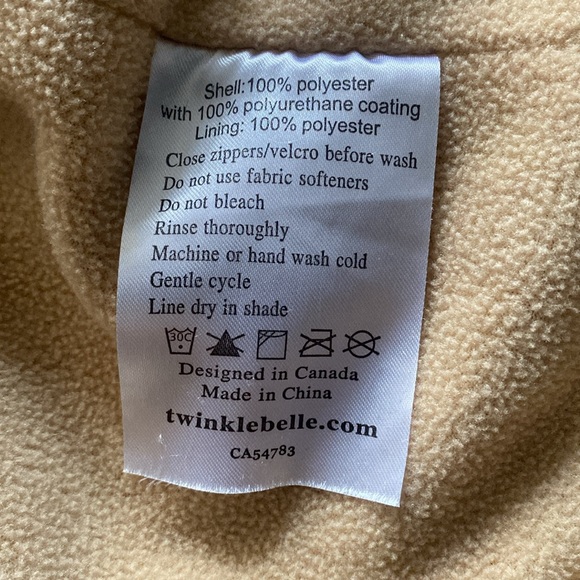 Shell:100% polyester
with 100% polyurethane coating
Lining: 100% polyester
Close zippers/velcro before wash
Do not use fabric softeners
Do not bleach
Rinse thoroughly
Machine or hand wash cold
Gentle cycle
Line dry in shade
30C
Designed in Canada
Made in China
twinklebelle.com
CA54783